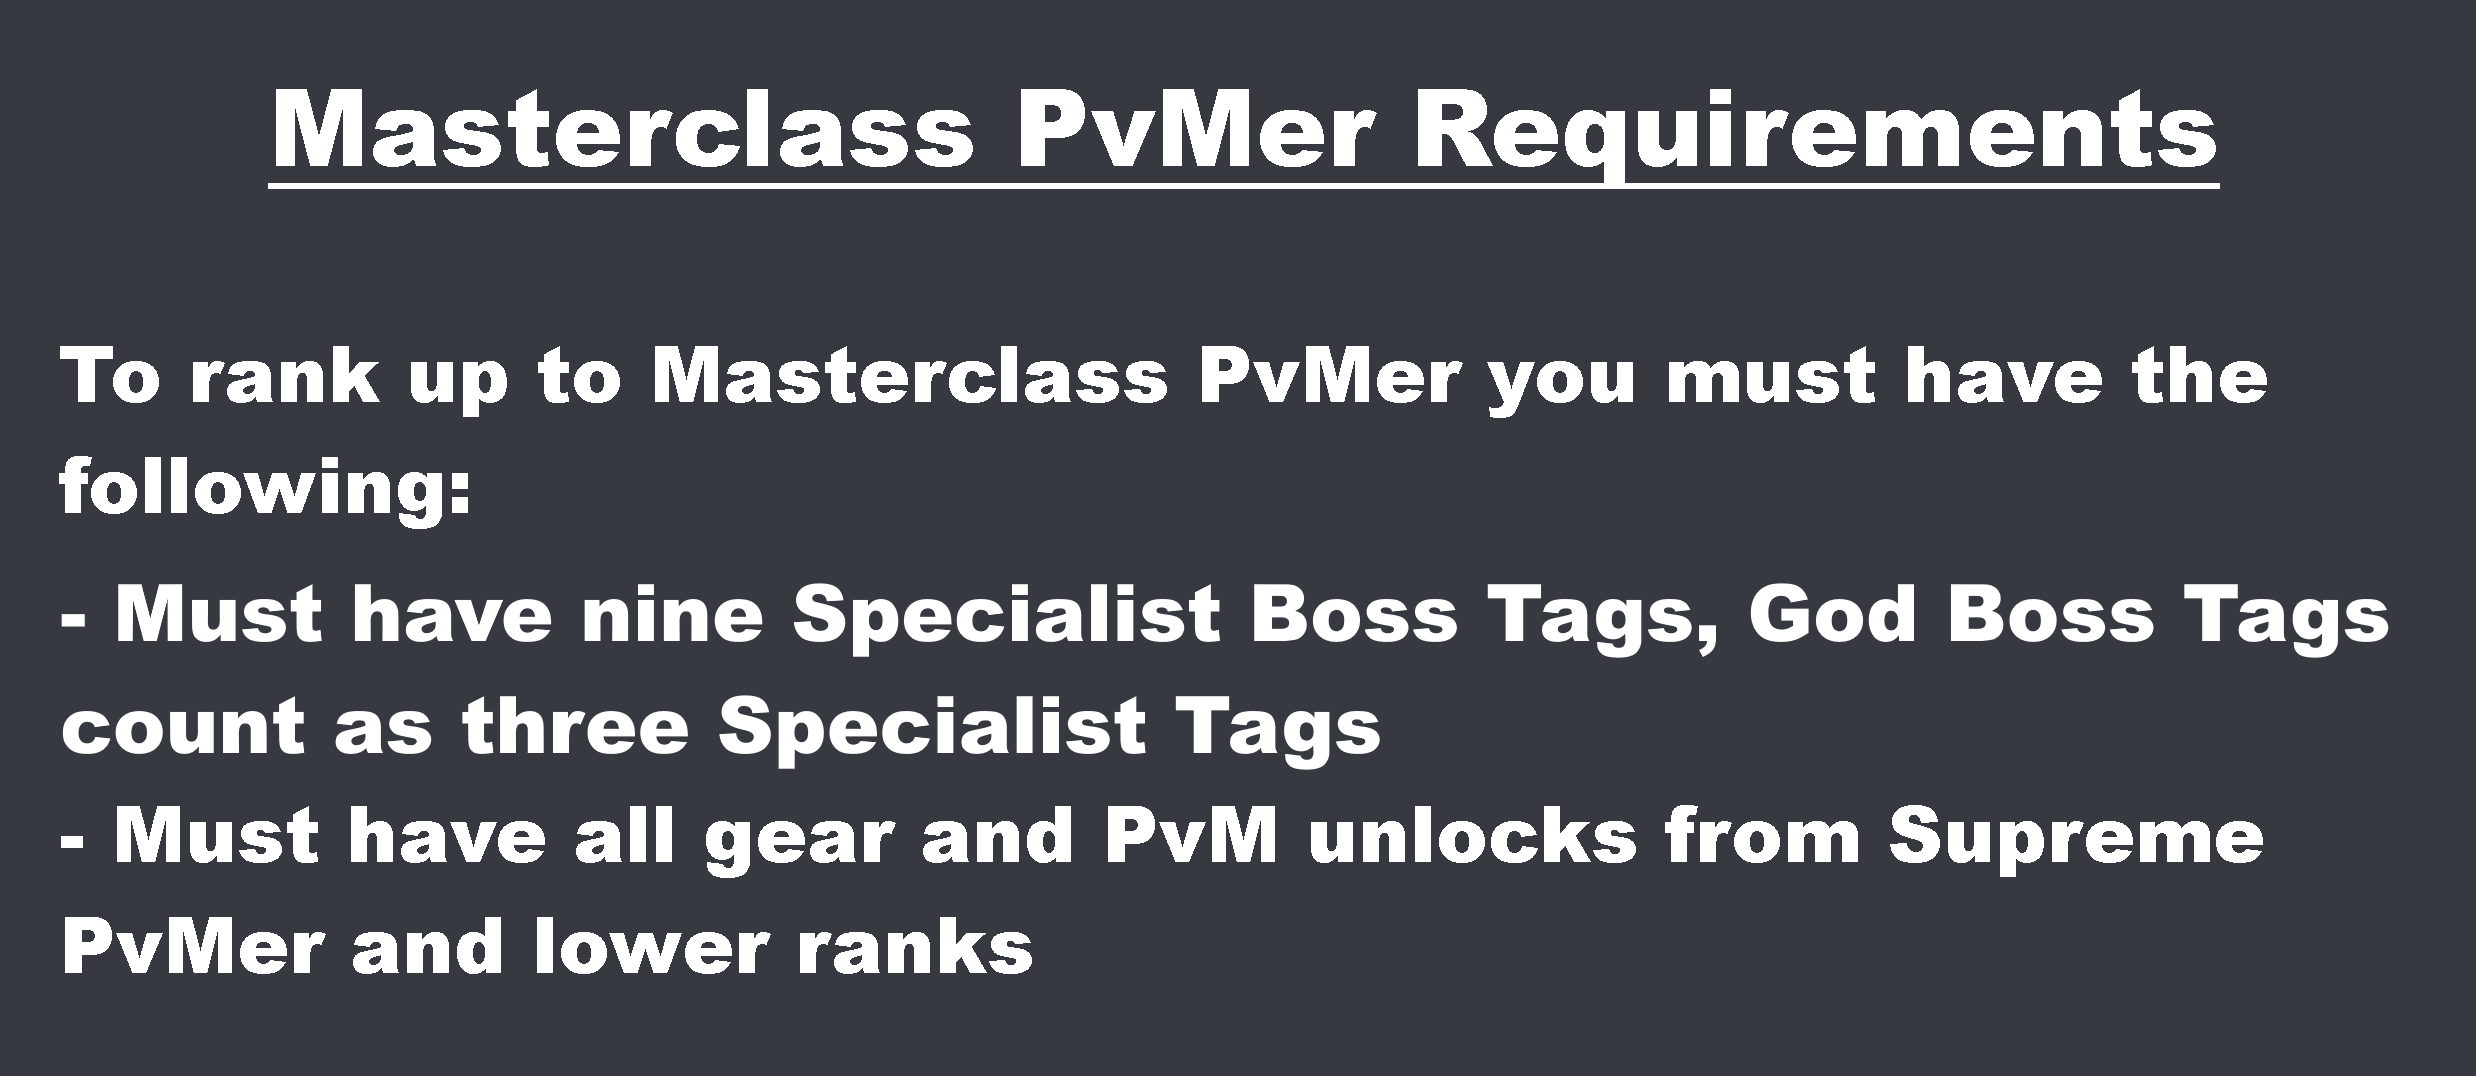 Masterclass PvMer Requirements
To rank up to Masterclass PvMer you must have the
following:
- Must have nine Specialist Boss Tags, God Boss Tags
count as three Specialist Tags
- Must have all gear and PvM unlocks from Supreme
PvMer and lower ranks